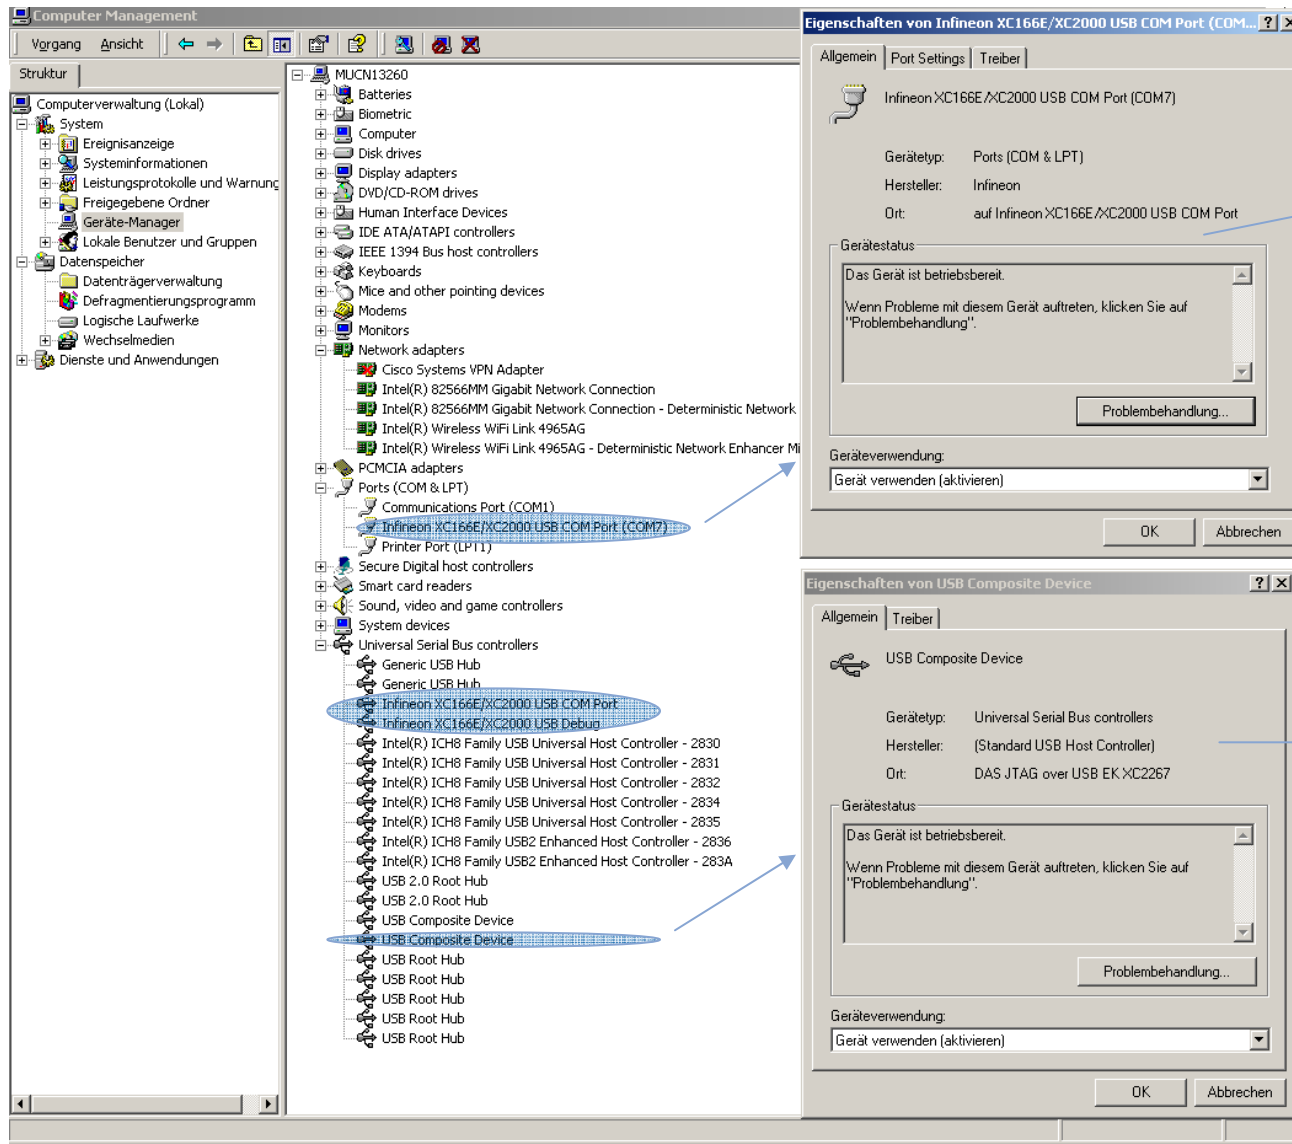 Computer Management
Vorgang Ansicht
Struktur
Computerverwaltung (Lokal)
System
Ereignisanzeige
Systeminformationen
Leistungsprotokolle und Warnung
Freigegebene Ordner
Geräte-Manager
Lokale Benutzer und Gruppen
Datenspeicher
Datenträgerverwaltung
Defragmentierungsprogramm
Logische Laufwerke
Wechselmedien
Dienste und Anwendungen
MUCN13260
Batteries
Biometric
Computer
Disk drives
Display adapters
DVD/CD-ROM drives
Human Interface Devices
IDE ATA/ATAPI controllers
IEEE 1394 Bus host controllers
Keyboards
Mice and other pointing devices
Modems
Monitors
Network adapters
Cisco Systems VPN Adapter
Intel(R) 82566MM Gigabit Network Connection
Intel(R) 82566MM Gigabit Network Connection - Deterministic Network
Intel(R) Wireless WiFi Link 4965AG
Intel(R) Wireless WiFi Link 4965AG - Deterministic Network Enhancer Mi
PCMCIA adapters
Ports (COM & LPT)
Communications Port (COM1)
Infineon XC166E/XC2000 USB COM Port (COM7)
Printer Port (LPT1)
Secure Digital host controllers
Smart card readers
Sound, video and game controllers
System devices
Universal Serial Bus controllers
Generic USB Hub
Generic USB Hub
Infineon XC166E/XC2000 USB COM Port
Infineon XC166E/XC2000 USB Debug
Intel(R) ICH8 Family USB Universal Host Controller - 2830
Intel(R) ICH8 Family USB Universal Host Controller - 2831
Intel(R) ICH8 Family USB Universal Host Controller - 2832
Intel(R) ICH8 Family USB Universal Host Controller - 2834
Intel(R) ICH8 Family USB Universal Host Controller - 2835
Intel(R) ICH8 Family USB2 Enhanced Host Controller - 2836
Intel(R) ICH8 Family USB2 Enhanced Host Controller - 283A
USB 2.0 Root Hub
USB 2.0 Root Hub
USB Composite Device
USB Composite Device
USB Root Hub
USB Root Hub
USB Root Hub
USB Root Hub
USB Root Hub
Eigenschaften von Infineon XC166E/XC2000 USB COM Port (COM...
Allgemein Port Settings Treiber
Infineon XC166E/XC2000 USB COM Port (COM7)
Gerätetyp: Ports (COM & LPT)
Hersteller: Infineon
Ort: auf Infineon XC166E/XC2000 USB COM Port
Gerätestatus
Das Gerät ist betriebsbereit.
Wenn Probleme mit diesem Gerät auftreten, klicken Sie auf
"Problembehandlung".
Problembehandlung...
Geräteverwendung:
Gerät verwenden (aktivieren)
OK Abbrechen
Eigenschaften von USB Composite Device
Allgemein Treiber
USB Composite Device
Gerätetyp: Universal Serial Bus controllers
Hersteller: (Standard USB Host Controller)
Ort: DAS JTAG over USB EK XC2267
Gerätestatus
Das Gerät ist betriebsbereit.
Wenn Probleme mit diesem Gerät auftreten, klicken Sie auf
"Problembehandlung".
Problembehandlung...
Geräteverwendung:
Gerät verwenden (aktivieren)
OK Abbrechen